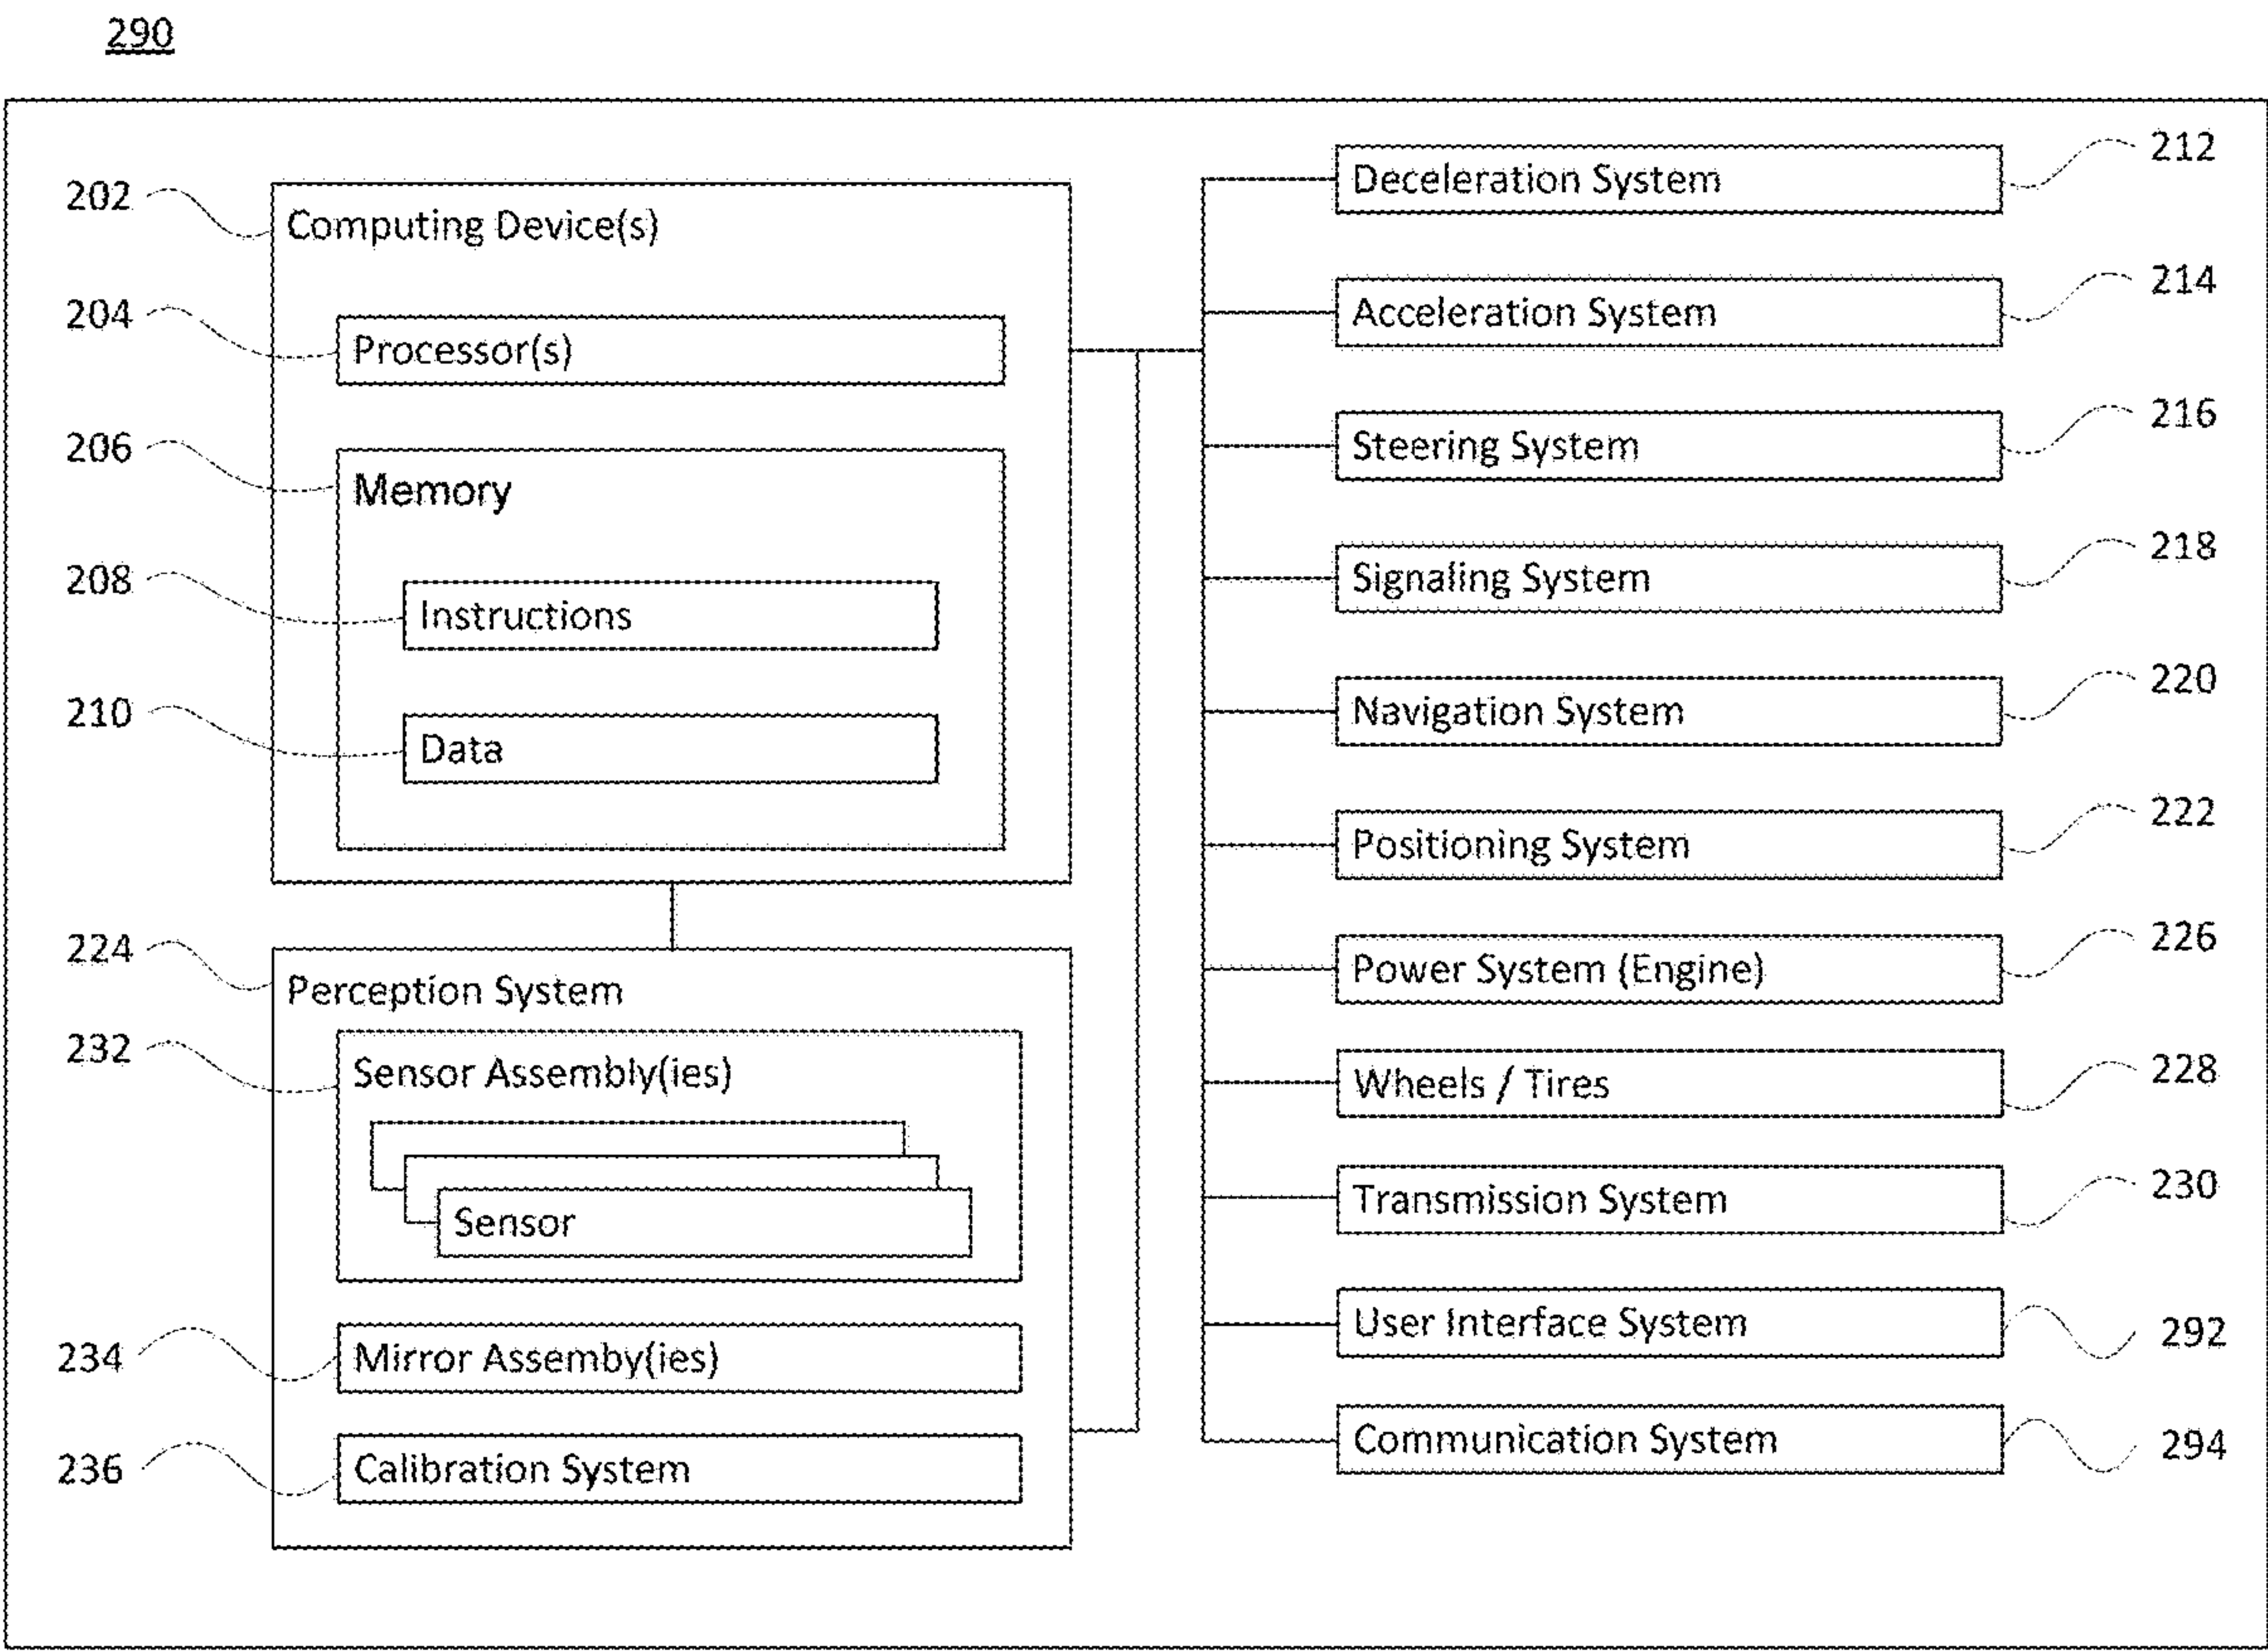 290
202
Computing Device(s)
204
Processor(s)
206
Memory
208
Instructions
210
Data
224
Perception System
232
Sensor Assembly(ies)
Sensor
234
Mirror Assemby(ies)
236
Calibration System
Deceleration System
212
Acceleration System
214
Steering System
216
Signaling System
218
Navigation System
220
Positioning System
222
Power System (Engine)
226
Wheels / Tires
228
Transmission System
230
User Interface System
292
Communication System
294